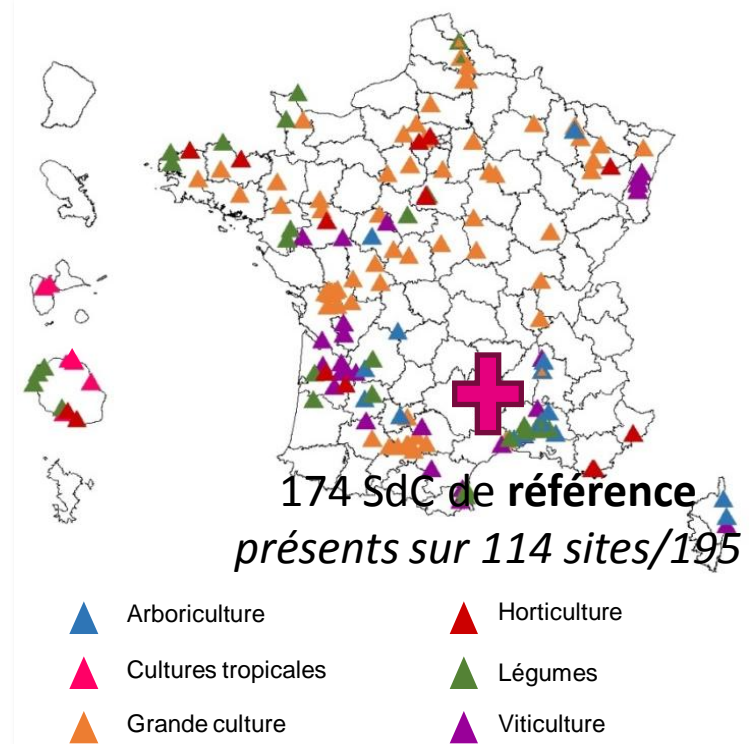 174 SdC de référence
présents sur 114 sites/195
Arboriculture
Horticulture
Cultures tropicales
Légumes
Grande culture
Viticulture